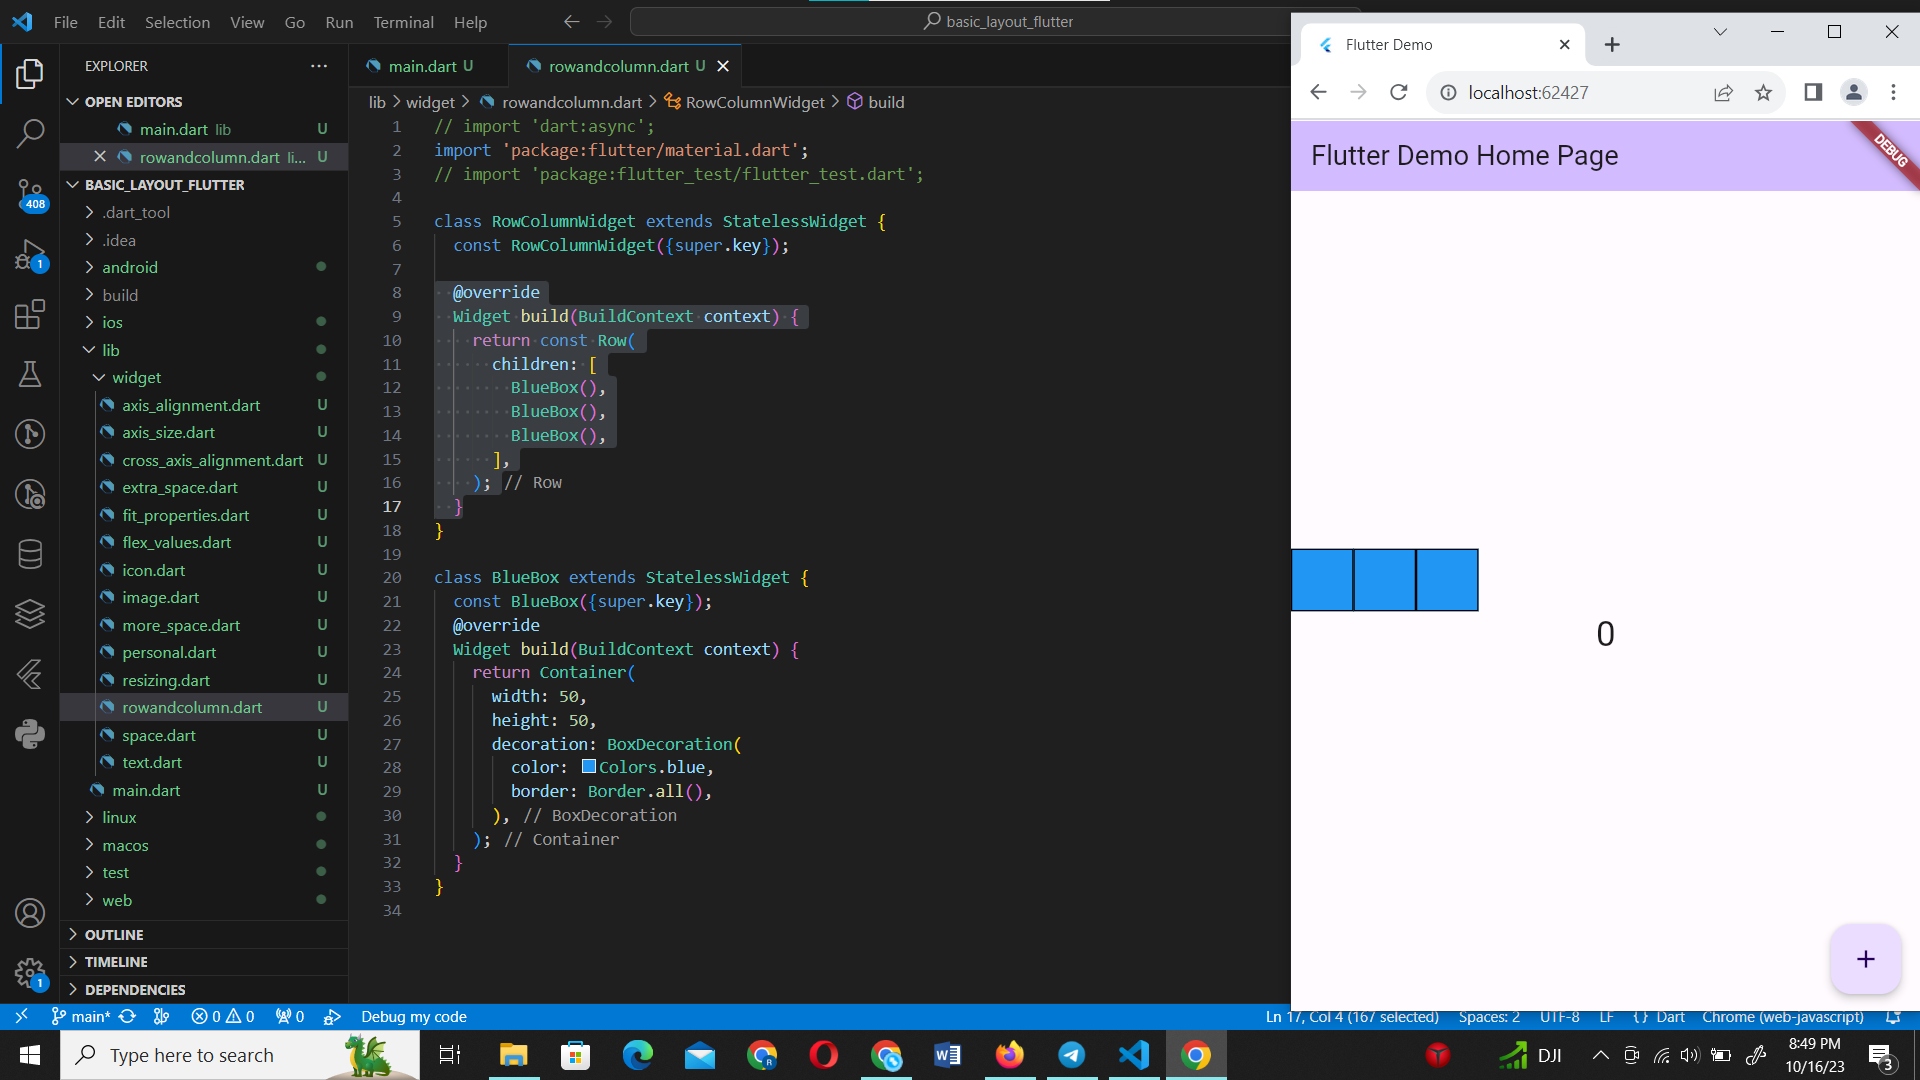 File Edit Selection View Go Run Terminal Help
basic_layout_flutter
EXPLORER
OPEN EDITORS
main.dart lib U
rowandcolumn.dart li... U
BASIC_LAYOUT_FLUTTER
.dart_tool
.idea
android
build
ios
lib
widget
axis_alignment.dart U
axis_size.dart U
cross_axis_alignment.dart U
extra_space.dart U
fit_properties.dart U
flex_values.dart U
icon.dart U
image.dart U
more_space.dart U
personal.dart U
resizing.dart U
rowandcolumn.dart U
space.dart U
text.dart U
main.dart U
linux
macos
test
web
OUTLINE
TIMELINE
DEPENDENCIES
408
1
1
main.dart U
rowandcolumn.dart U
lib > widget > rowandcolumn.dart > RowColumnWidget > build
1 // import 'dart:async';
2 import 'package:flutter/material.dart';
3 // import 'package:flutter_test/flutter_test.dart';
4
5 class RowColumnWidget extends StatelessWidget {
6 const RowColumnWidget({super.key});
7
8 @override
9 Widget build(BuildContext context) {
10 return const Row(
11 children: [
12 BlueBox(),
13 BlueBox(),
14 BlueBox(),
15 ],
16 ); // Row
17 }
18 }
19
20 class BlueBox extends StatelessWidget {
21 const BlueBox({super.key});
22 @override
23 Widget build(BuildContext context) {
24 return Container(
25 width: 50,
26 height: 50,
27 decoration: BoxDecoration(
28 color: Colors.blue,
29 border: Border.all(),
30 ), // BoxDecoration
31 ); // Container
32 }
33 }
34
Flutter Demo
localhost:62427
Flutter Demo Home Page
DEBUG
0
+
main* 0 0 0 Debug my code
Ln 17, Col 4 (167 selected) Spaces: 2 UTF-8 LF {} Dart Chrome (web-javascript)
Type here to search
DJI
8:49 PM
10/16/23
3